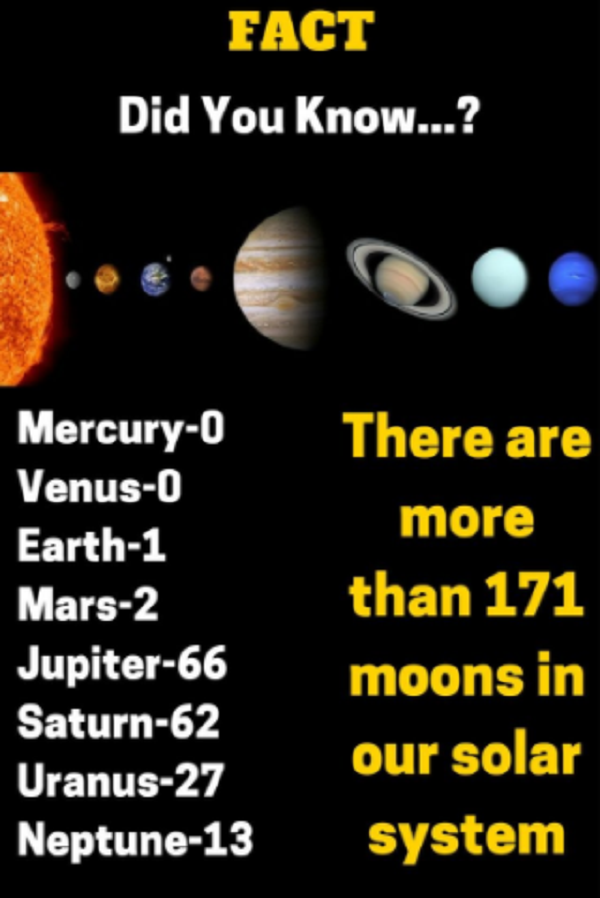 FACT
Did You Know...?
Mercury-0
Venus-0
Earth-1
Mars-2
Jupiter-66
Saturn-62
Uranus-27
Neptune-13
There are
more
than 171
moons in
our solar
system